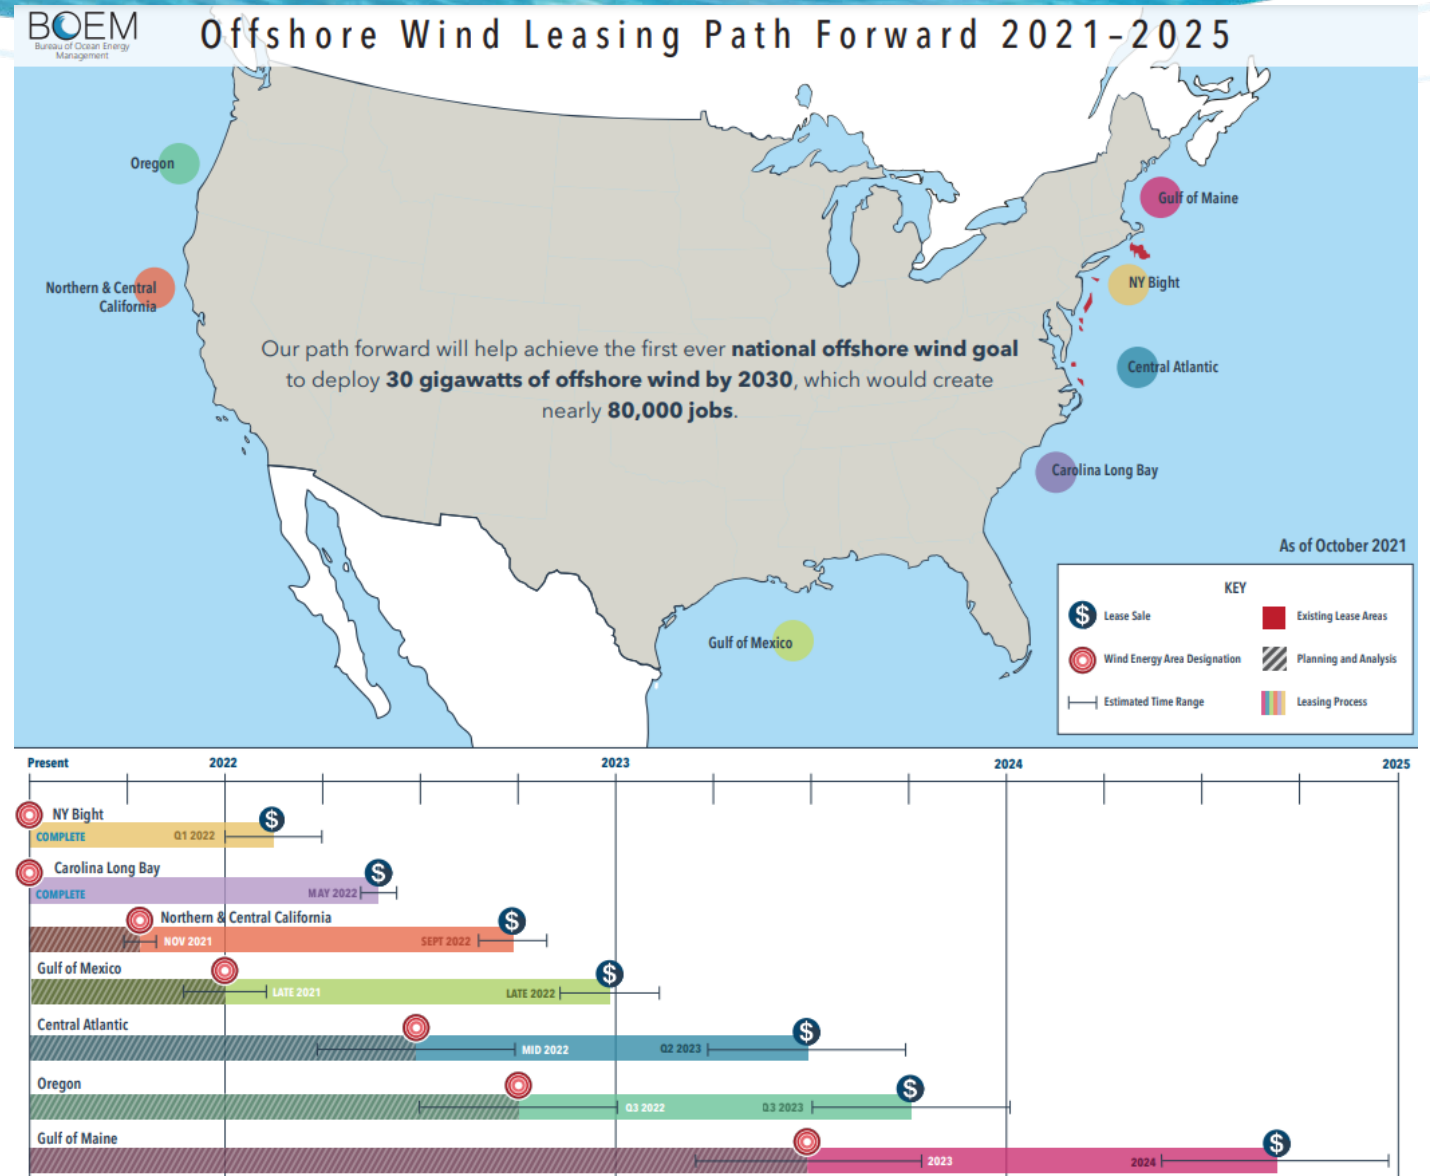 BOEM
Bureau of Ocean Energy
Management
Offshore Wind Leasing Path Forward 2021–2025
Oregon
Gulf of Maine
Northern & Central
California
NY Bight
Our path forward will help achieve the first ever national offshore wind goal
to deploy 30 gigawatts of offshore wind by 2030, which would create
nearly 80,000 jobs.
Central Atlantic
Carolina Long Bay
Gulf of Mexico
As of October 2021
KEY
$ Lease Sale
Existing Lease Areas
Wind Energy Area Designation
Planning and Analysis
Estimated Time Range
Leasing Process
Present 2022 2023 2024 2025
NY Bight $
COMPLETE Q1 2022
Carolina Long Bay $
COMPLETE MAY 2022
Northern & Central California $
NOV 2021 SEPT 2022
Gulf of Mexico $
LATE 2021 LATE 2022
Central Atlantic $
MID 2022 Q2 2023
Oregon $
Q3 2022 Q3 2023
Gulf of Maine $
2023 2024